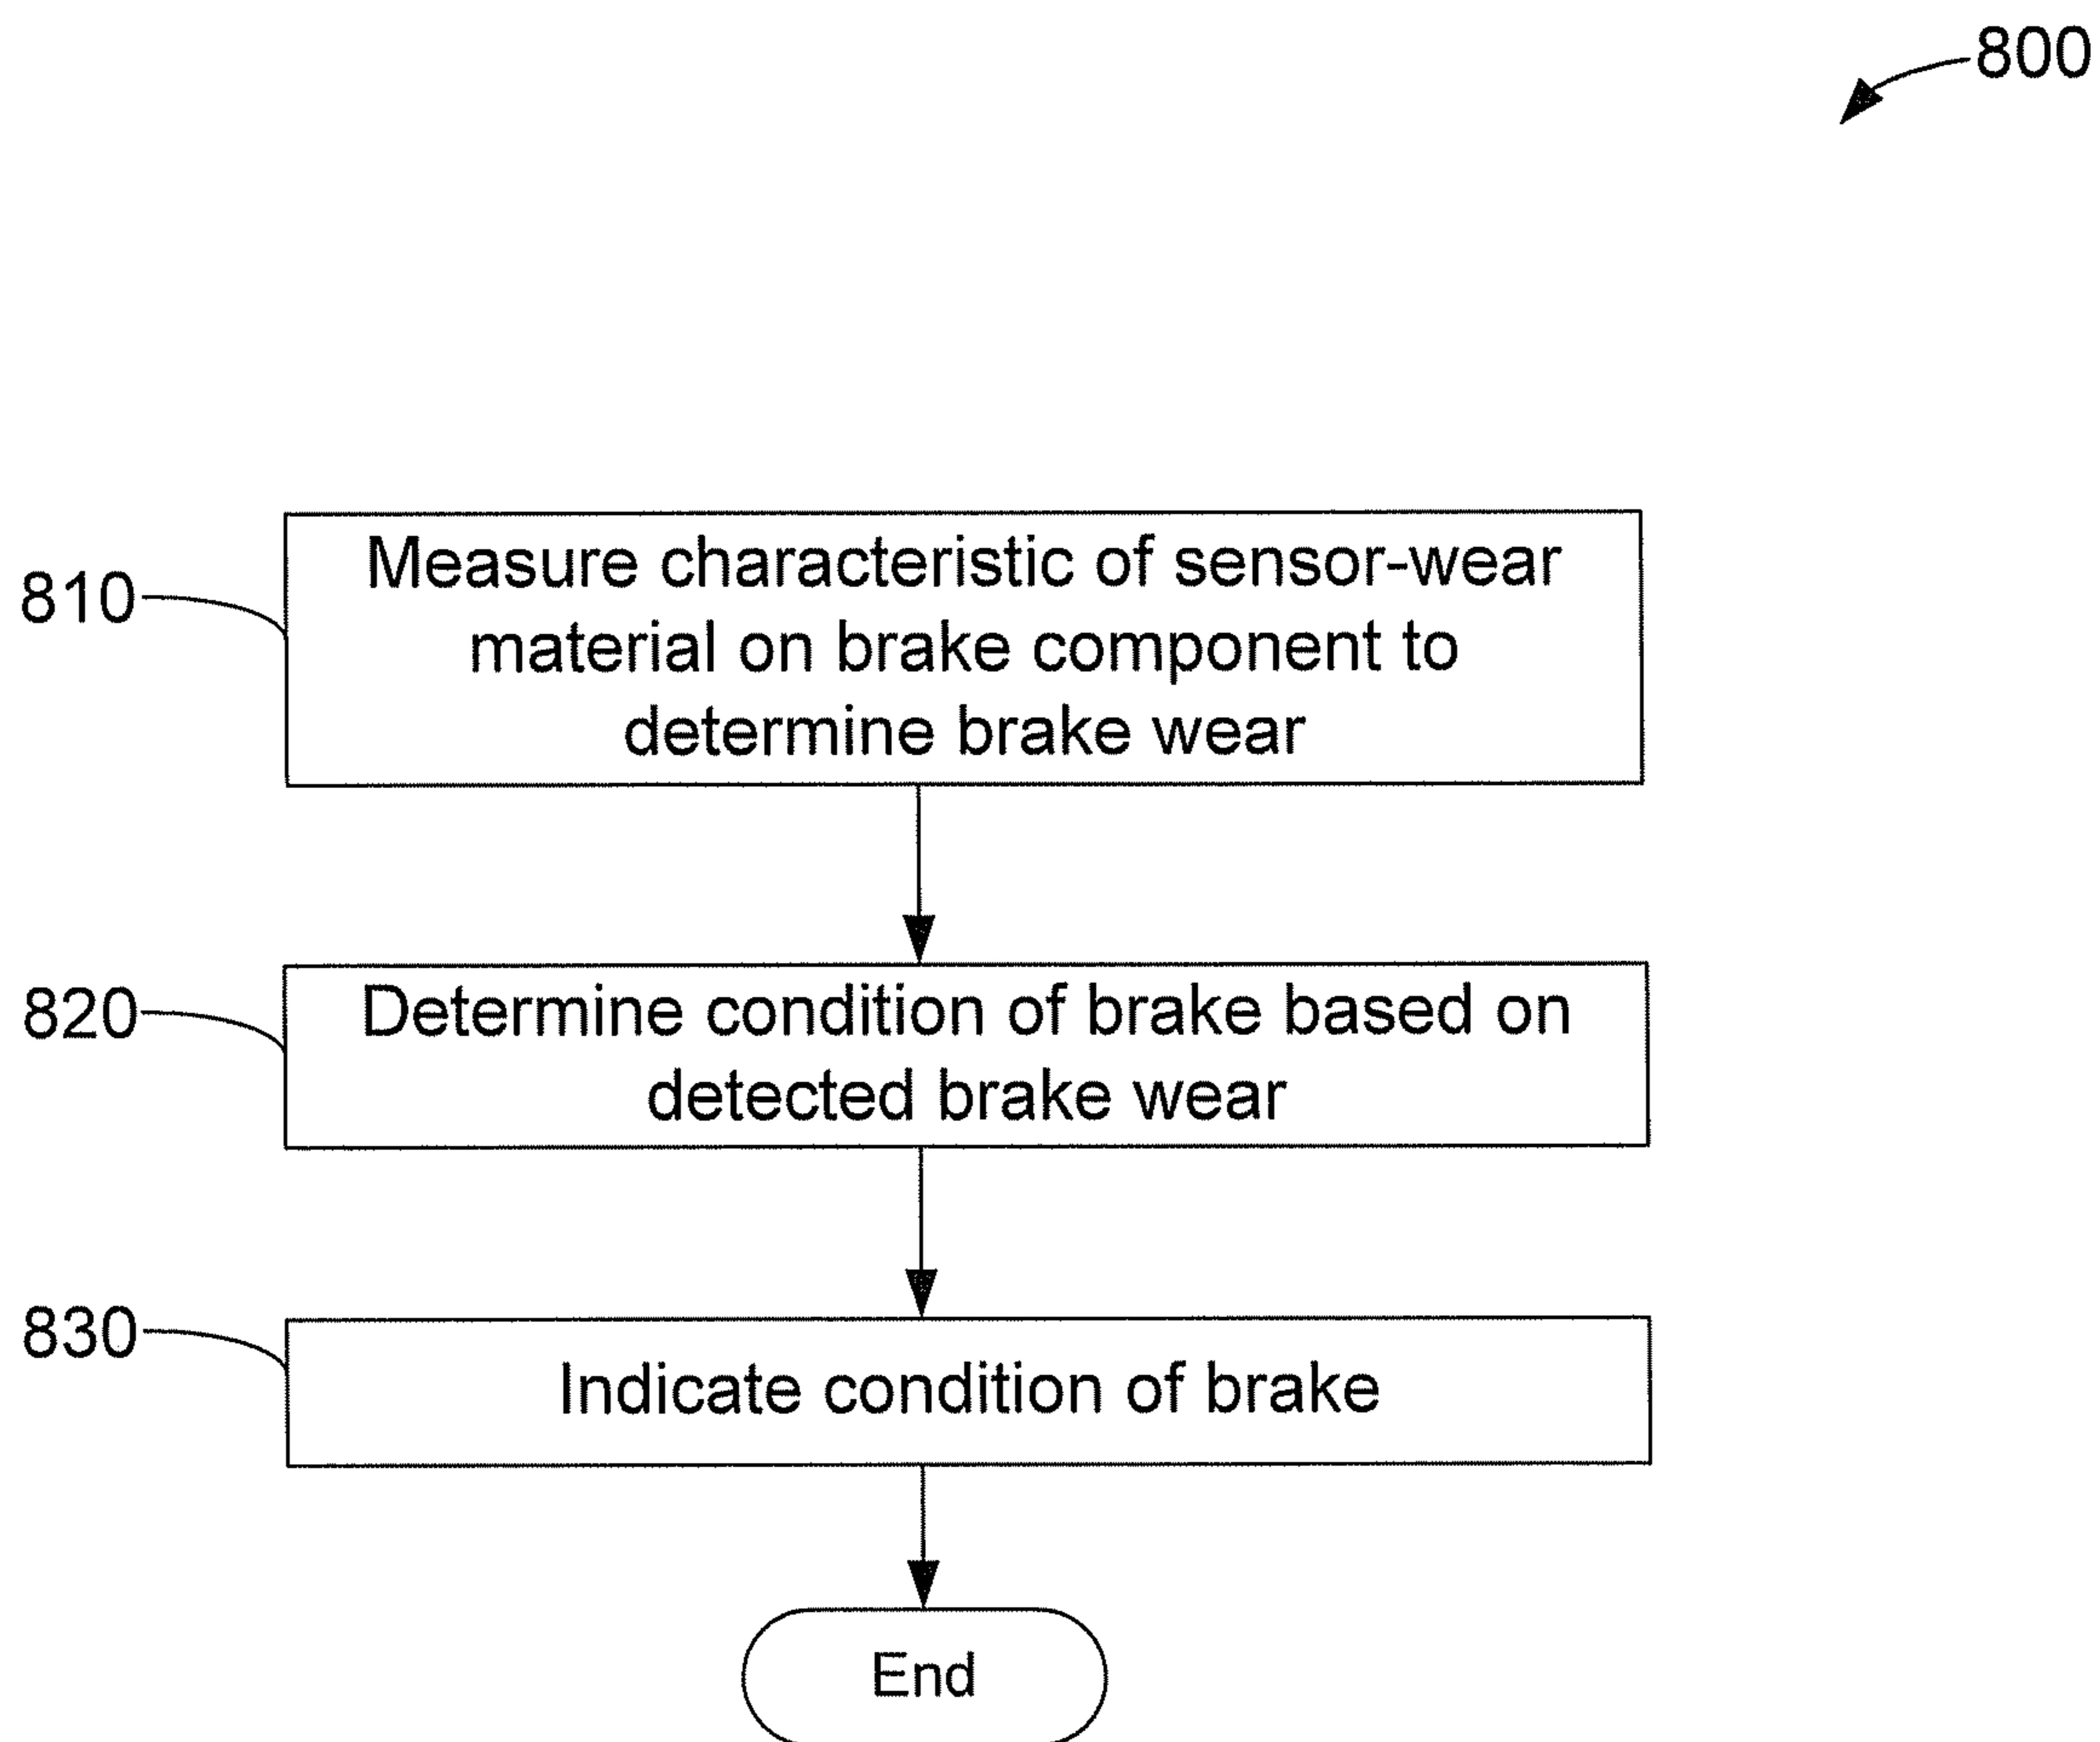 800
810
Measure characteristic of sensor-wear
material on brake component to
determine brake wear
820
Determine condition of brake based on
detected brake wear
830
Indicate condition of brake
End